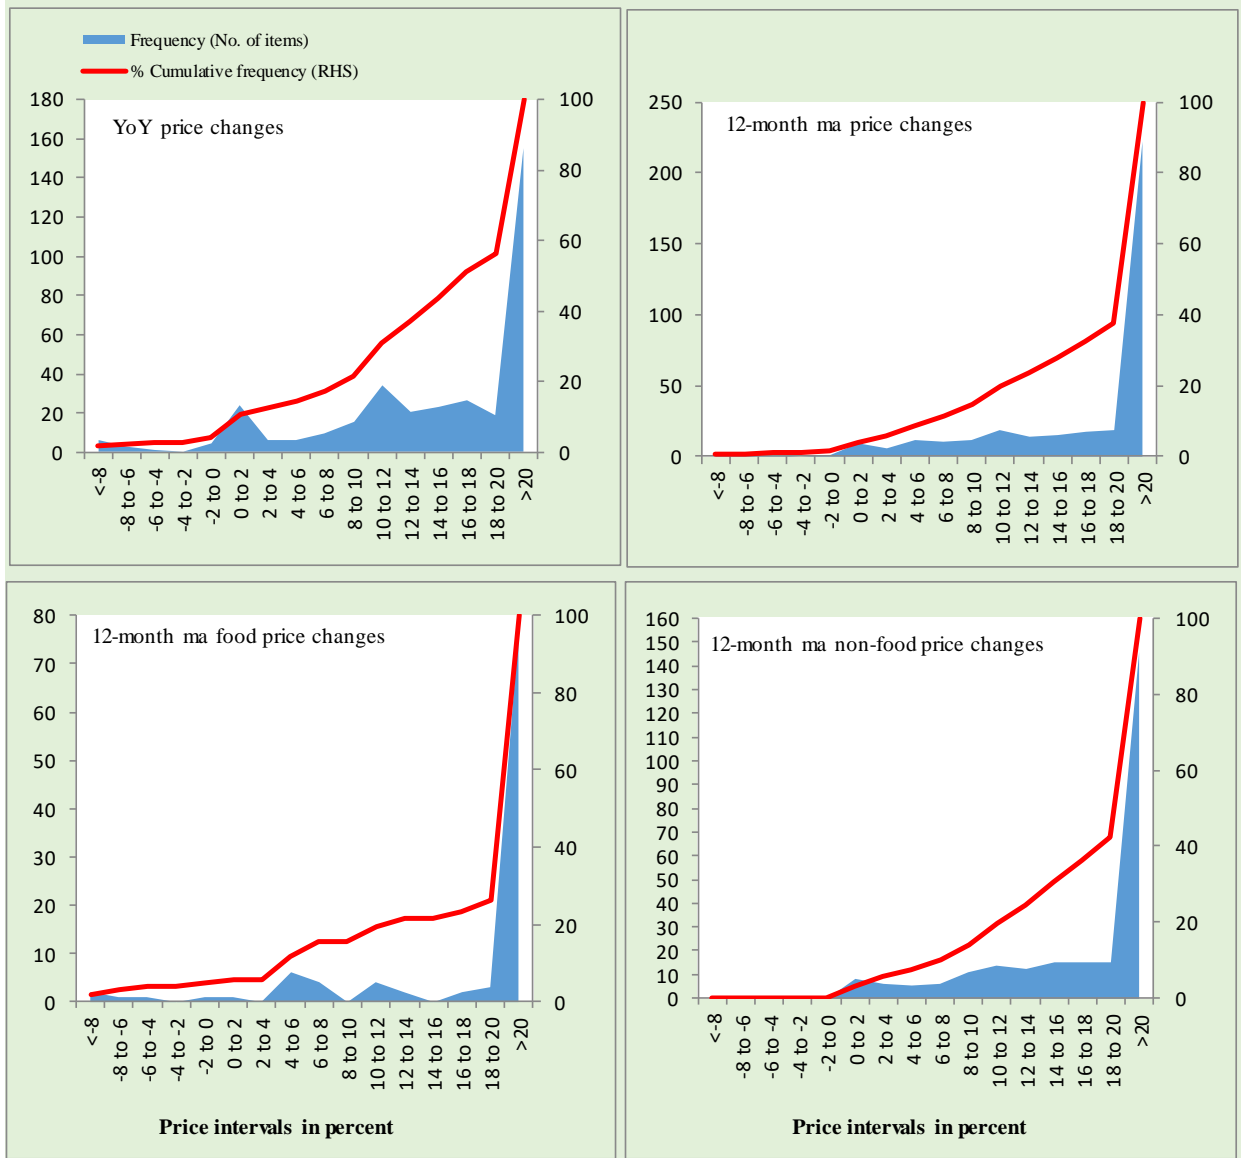 Frequency (No. of items)
% Cumulative frequency (RHS)
YoY price changes
180
160
140
120
100
80
60
40
20
0
100
80
60
40
20
0
<-8
-8 to -6
-6 to -4
-4 to -2
-2 to 0
0 to 2
2 to 4
4 to 6
6 to 8
8 to 10
10 to 12
12 to 14
14 to 16
16 to 18
18 to 20
>20
12-month ma price changes
250
200
150
100
50
0
100
80
60
40
20
0
<-8
-8 to -6
-6 to -4
-4 to -2
-2 to 0
0 to 2
2 to 4
4 to 6
6 to 8
8 to 10
10 to 12
12 to 14
14 to 16
16 to 18
18 to 20
>20
12-month ma food price changes
80
70
60
50
40
30
20
10
0
100
80
60
40
20
0
<-8
-8 to -6
-6 to -4
-4 to -2
-2 to 0
0 to 2
2 to 4
4 to 6
6 to 8
8 to 10
10 to 12
12 to 14
14 to 16
16 to 18
18 to 20
>20
Price intervals in percent
12-month ma non-food price changes
160
150
140
130
120
110
100
90
80
70
60
50
40
30
20
10
0
100
80
60
40
20
0
<-8
-8 to -6
-6 to -4
-4 to -2
-2 to 0
0 to 2
2 to 4
4 to 6
6 to 8
8 to 10
10 to 12
12 to 14
14 to 16
16 to 18
18 to 20
>20
Price intervals in percent